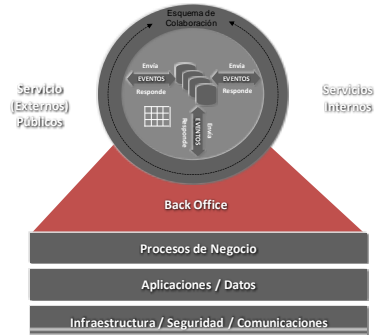 Esquema de
Colaboración
Envía
EVENTOS
Responde
Envía
EVENTOS
Responde
Servicio
(Externos)
Públicos
Servicios
Internos
Envía
EVENTOS
Responde
Back Office
Procesos de Negocio
Aplicaciones / Datos
Infraestructura / Seguridad / Comunicaciones